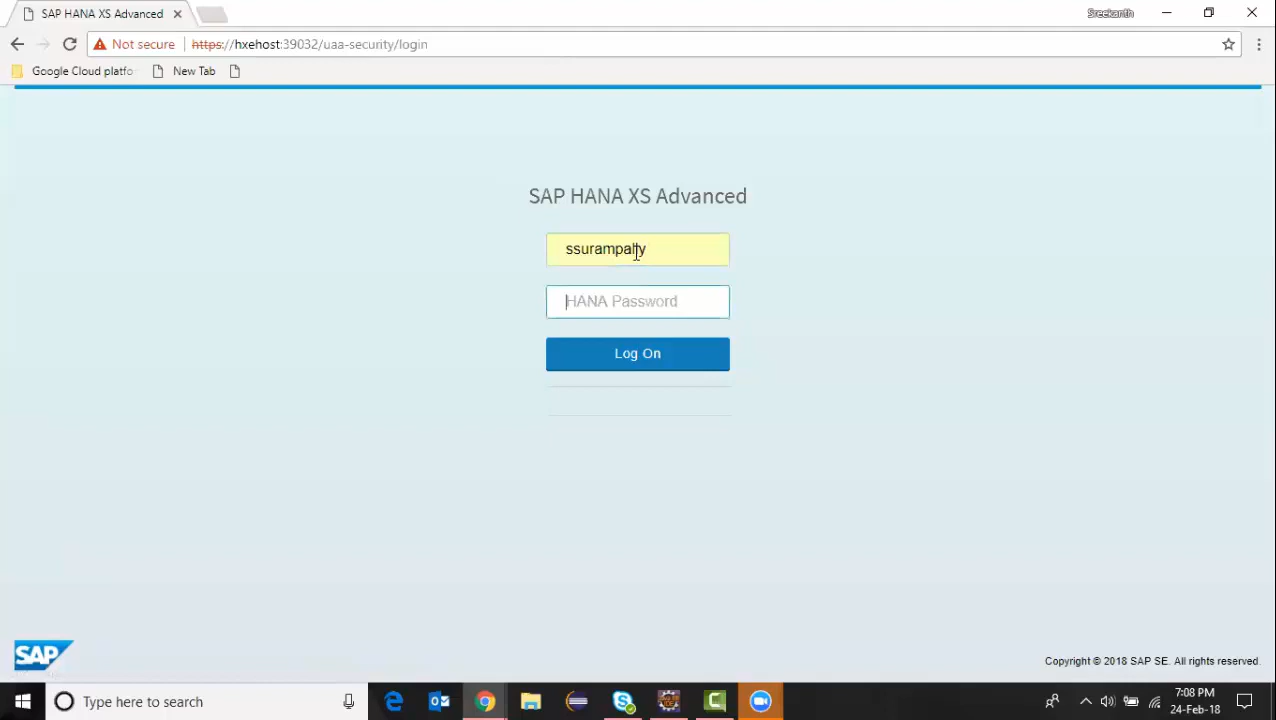 SAP HANA XS Advanced
Sreekanth
Not secure
https://hxehost:39032/uaa-security/login
Google Cloud platfo
New Tab
SAP HANA XS Advanced
ssurampally
HANA Password
Log On
SAP
Copyright © 2018 SAP SE. All rights reserved.
Type here to search
7:08 PM
24-Feb-18